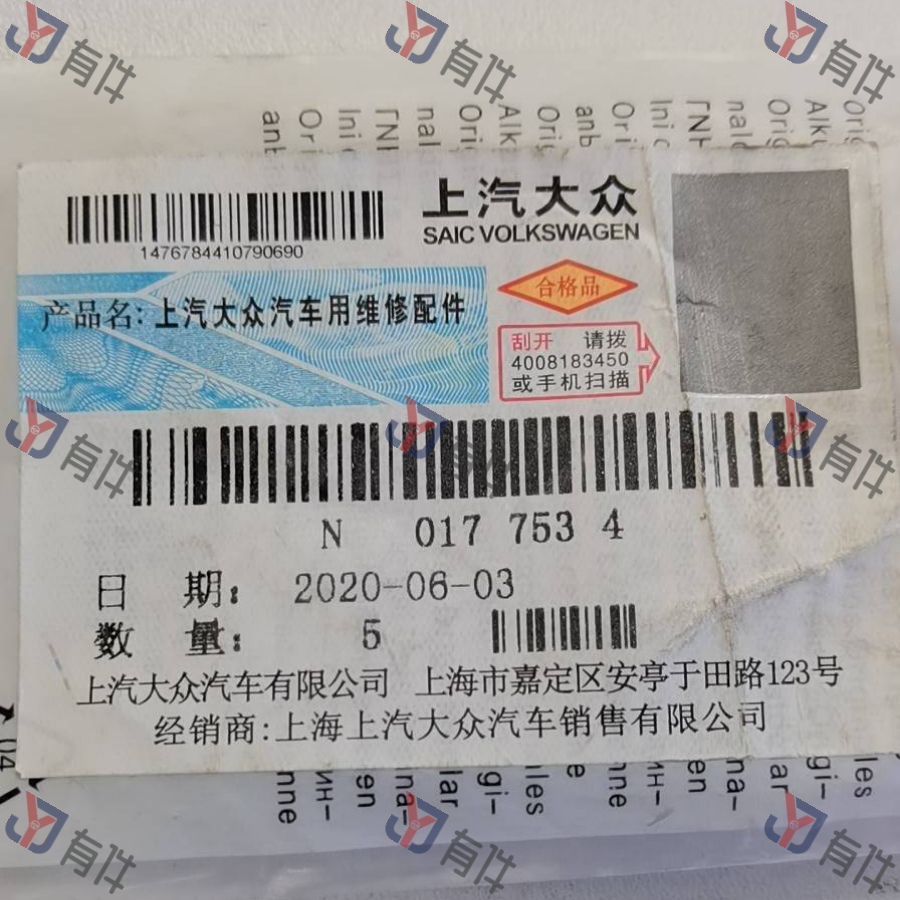 上汽大众
SAIC VOLKSWAGEN
1476784410790690
产品名: 上汽大众汽车用维修配件
合格品
刮开 请拨
4008183450
或手机扫描
N 017 753 4
日 期: 2020-06-03
数 量: 5
上汽大众汽车有限公司 上海市嘉定区安亭于田路123号
经销商:上海上汽大众汽车销售有限公司
有件
有件
有件
有件
有件
有件
有件
有件
有件